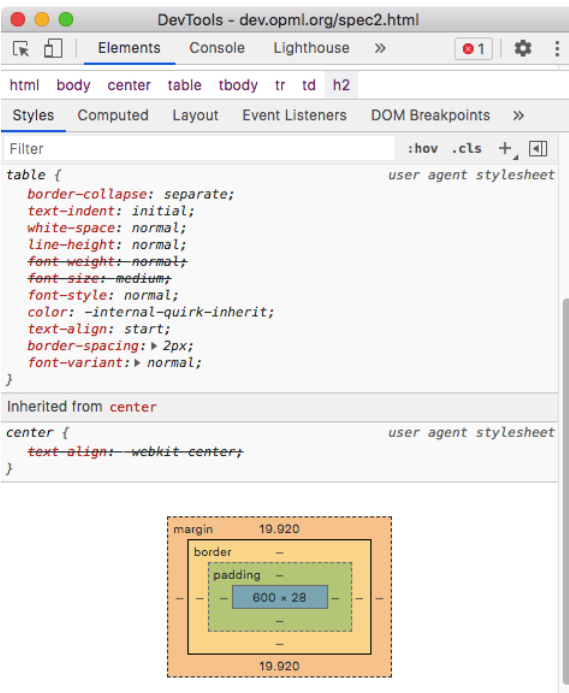 DevTools - dev.opml.org/spec2.html
Elements Console Lighthouse » 1
html body center table tbody tr td h2
Styles Computed Layout Event Listeners DOM Breakpoints »
Filter :hov .cls +
table { user agent stylesheet
border-collapse: separate;
text-indent: initial;
white-space: normal;
line-height: normal;
font-weight: normal;
font-size: medium;
font-style: normal;
color: -internal-quirk-inherit;
text-align: start;
border-spacing: 2px;
font-variant: normal;
}
Inherited from center
center { user agent stylesheet
text-align: -webkit-center;
}
margin 19.920
border –
padding –
– – – 600 × 28 – – –
–
–
19.920